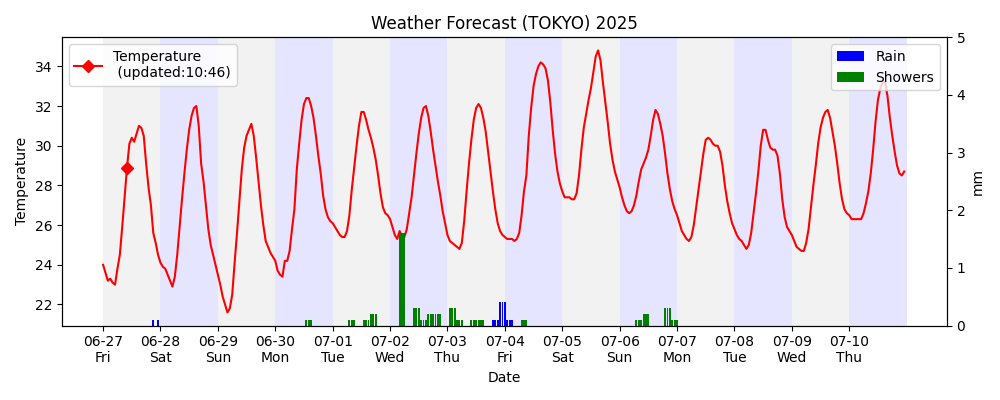 Weather Forecast (TOKYO) 2025
Temperature
(updated:10:46)
Rain
Showers
Temperature
34
32
30
28
26
24
22
5
4
3
2
1
0
mm
06-27 06-28 06-29 06-30 07-01 07-02 07-03 07-04 07-05 07-06 07-07 07-08 07-09 07-10
Fri Sat Sun Mon Tue Wed Thu Fri Sat Sun Mon Tue Wed Thu
Date